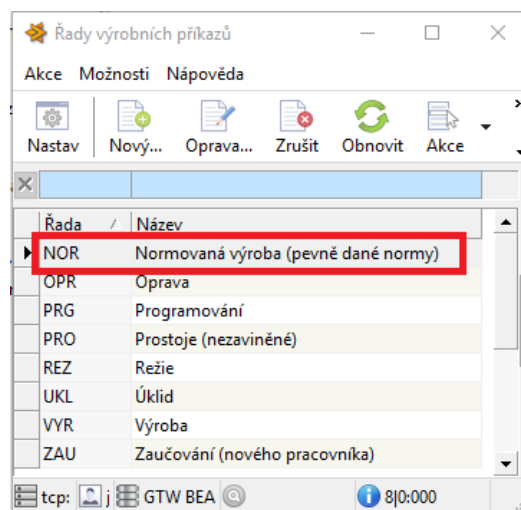 Řady výrobních příkazů
Akce Možnosti Nápověda
Nastav Nový... Oprava... Zrušit Obnovit Akce
Řada Název
NOR Normovaná výroba (pevně dané normy)
OPR Oprava
PRG Programování
PRO Prostoje (nezaviněné)
REZ Režie
UKL Úklid
VYR Výroba
ZAU Zaučování (nového pracovníka)
tcp: j GTW BEA 8|0:000